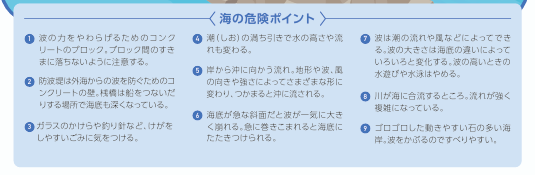 海の危険ポイント
1 波の力をやわらげるためのコンク
リートのブロック。ブロック間のすき
まに落ちないように注意する。
2 防波堤は外海からの波を防ぐためのコ
ンクリートの壁。桟橋は船をつないだ
りする場所で海底も深くなっている。
3 ガラスのかけらや釣り針など、けがを
しやすいごみに気をつける。
4 潮(しお)の満ち引きで水の高さや流
れも変わる。
5 岸から沖に向かう流れ。地形や波、風
の向きや強さによってさまざまな形に
変わり、つかまると沖に流される。
6 海底が急な斜面だと波が一気に大き
く崩れる。急に巻きこまれると海底に
たたきつけられる。
7 波は潮の流れや風などによってでき
る。波の大きさは海底の違いによって
いろいろと変化する。波の高いときの
水遊びや水泳はやめる。
8 川が海に合流するところ。流れが強く
複雑になっている。
9 ゴロゴロした動きやすい石の多い海
岸。波をかぶるのですべりやすい。